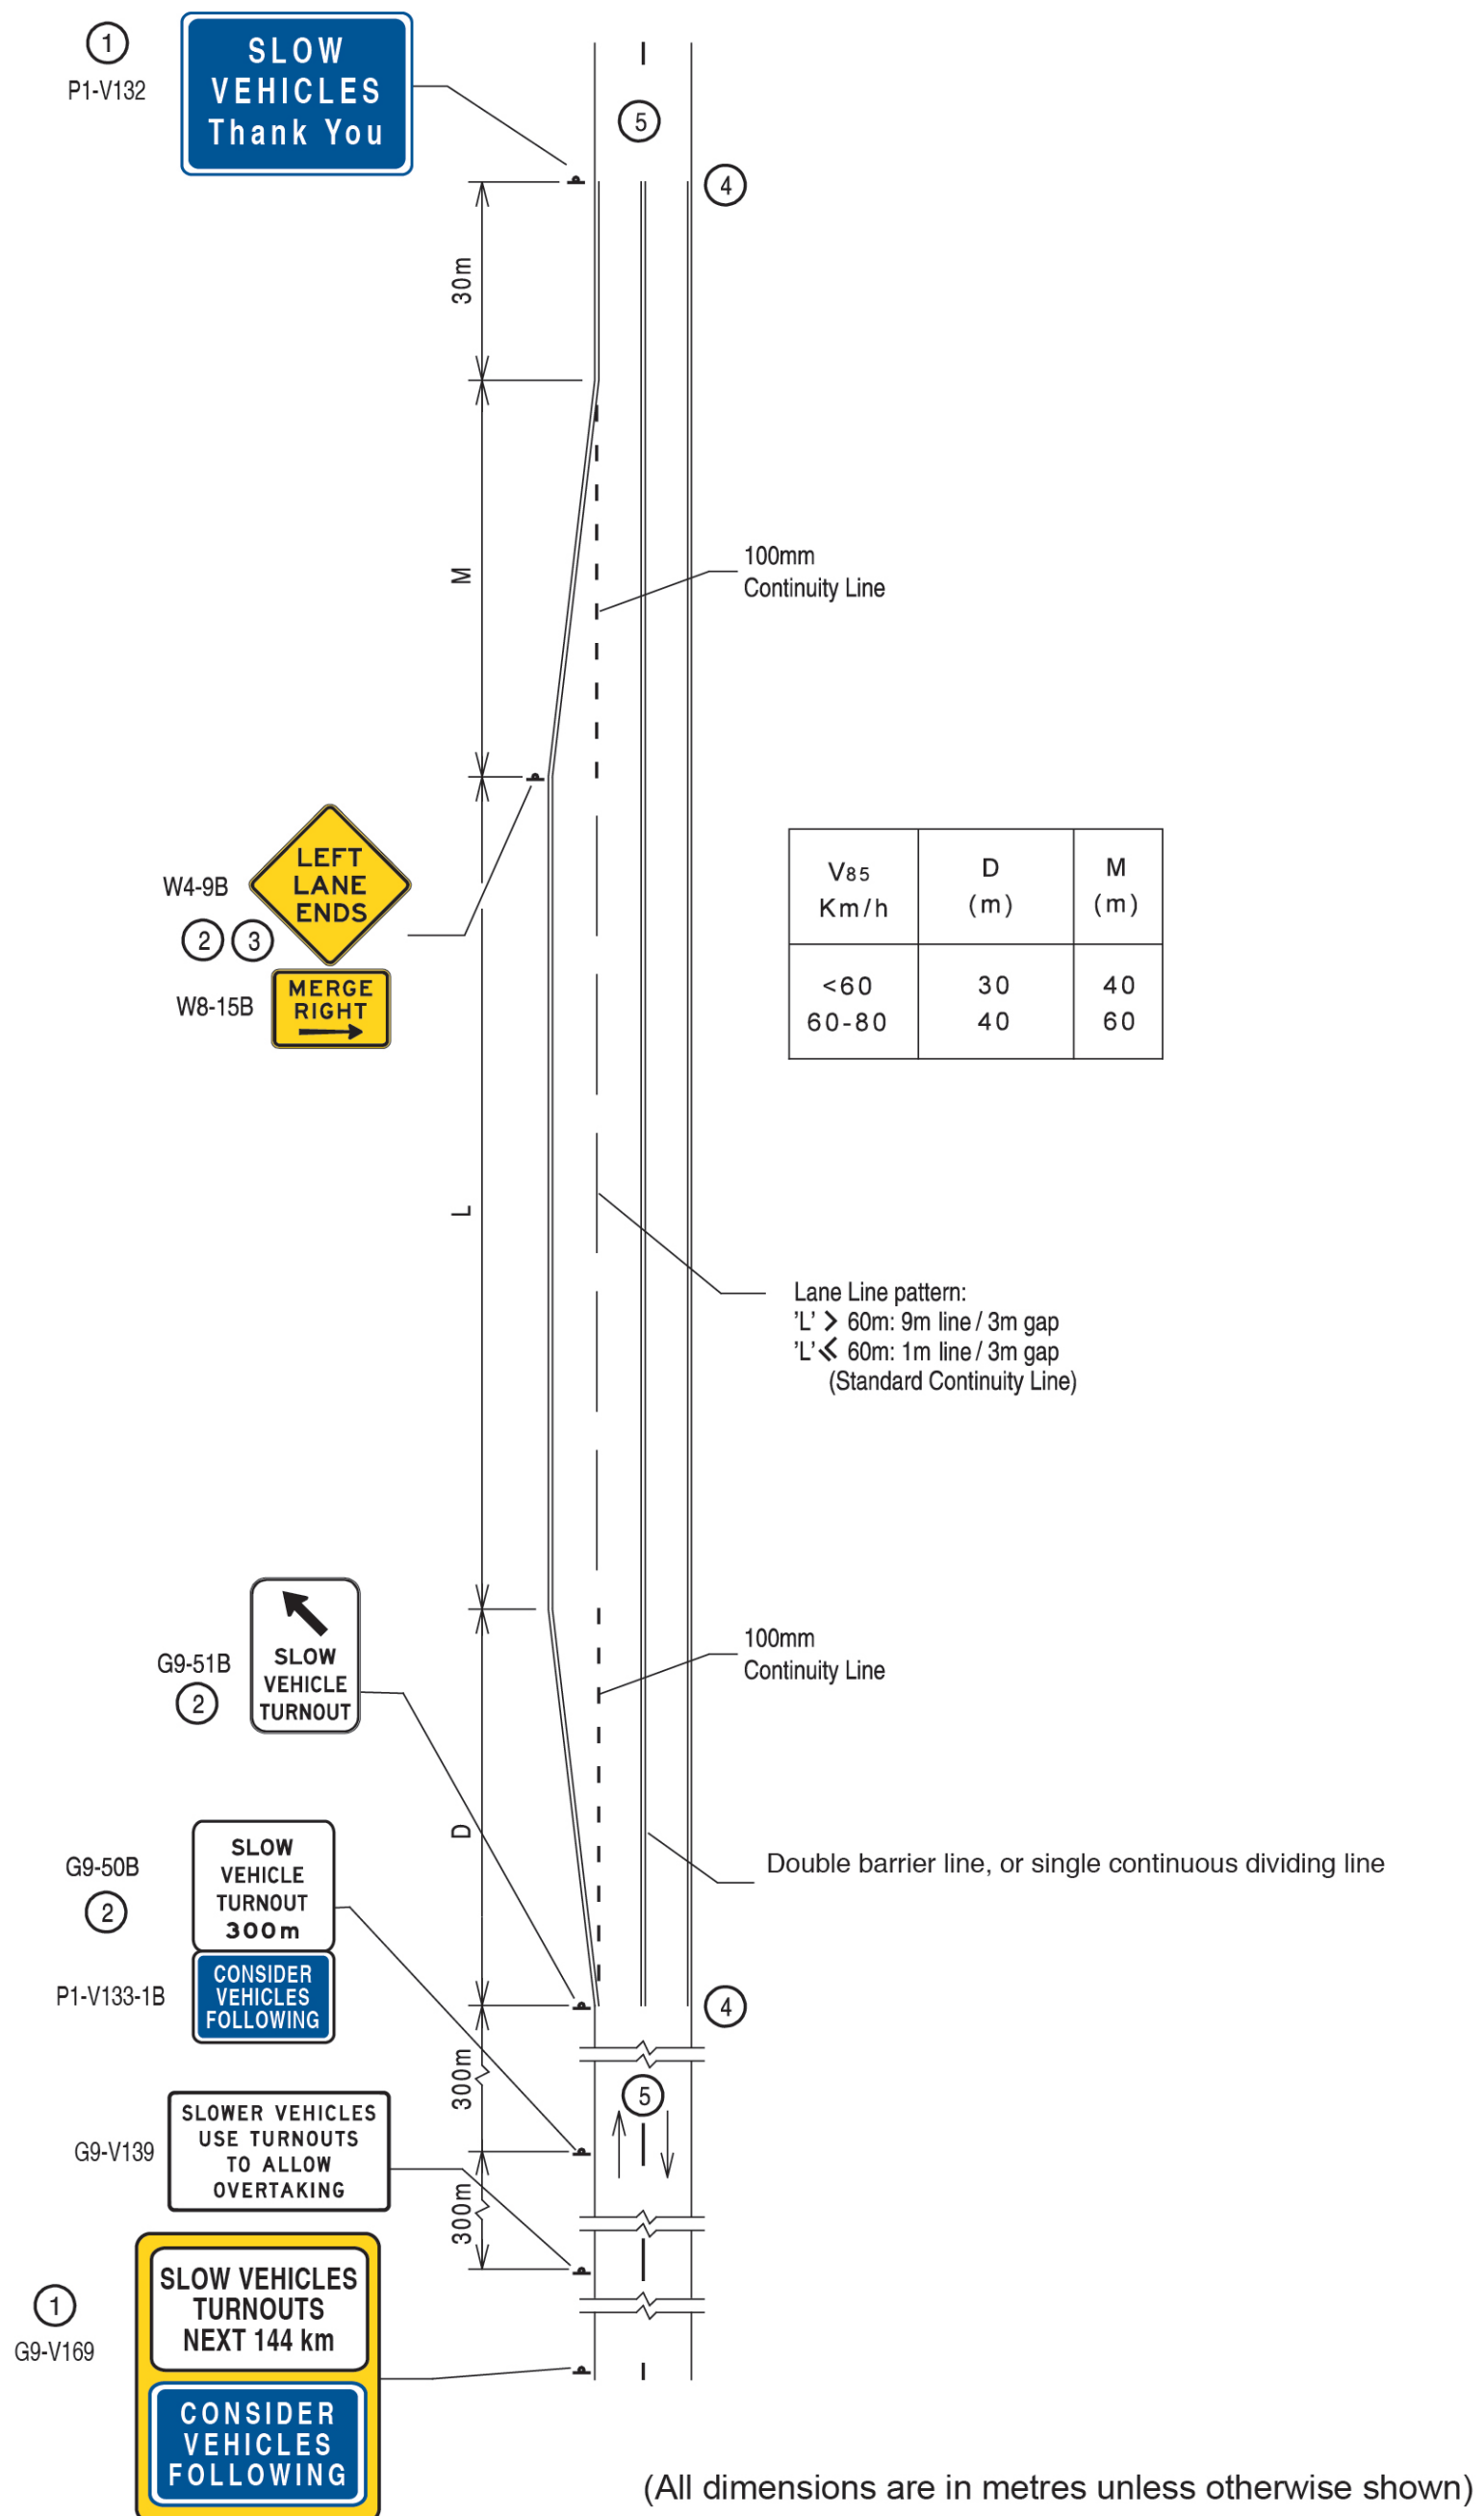 1
P1-V132
SLOW
VEHICLES
Thank You
5
4
30m
M
100mm
Continuity Line
W4-9B
2 3
LEFT
LANE
ENDS
W8-15B
MERGE
RIGHT
V85
Km/h
D
(m)
M
(m)
<60 30 40
60-80 40 60
L
Lane Line pattern:
'L' > 60m: 9m line / 3m gap
'L' ⩽ 60m: 1m line / 3m gap
(Standard Continuity Line)
G9-51B
2
SLOW
VEHICLE
TURNOUT
100mm
Continuity Line
D
G9-50B
2
SLOW
VEHICLE
TURNOUT
300m
Double barrier line, or single continuous dividing line
P1-V133-1B
CONSIDER
VEHICLES
FOLLOWING
4
300m
5
G9-V139
SLOWER VEHICLES
USE TURNOUTS
TO ALLOW
OVERTAKING
300m
1
G9-V169
SLOW VEHICLES
TURNOUTS
NEXT 144 km
CONSIDER
VEHICLES
FOLLOWING
(All dimensions are in metres unless otherwise shown)